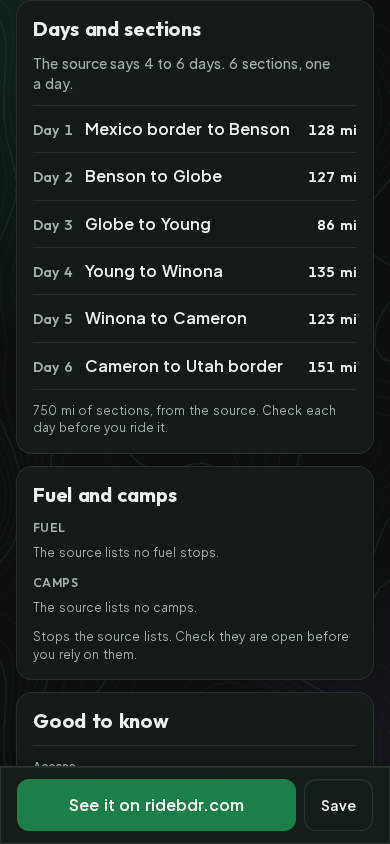 Days and sections
The source says 4 to 6 days. 6 sections, one
a day.
Day 1 Mexico border to Benson 128 mi
Day 2 Benson to Globe 127 mi
Day 3 Globe to Young 86 mi
Day 4 Young to Winona 135 mi
Day 5 Winona to Cameron 123 mi
Day 6 Cameron to Utah border 151 mi
750 mi of sections, from the source. Check each
day before you ride it.
Fuel and camps
FUEL
The source lists no fuel stops.
CAMPS
The source lists no camps.
Stops the source lists. Check they are open before
you rely on them.
Good to know
Access
See it on ridebdr.com Save